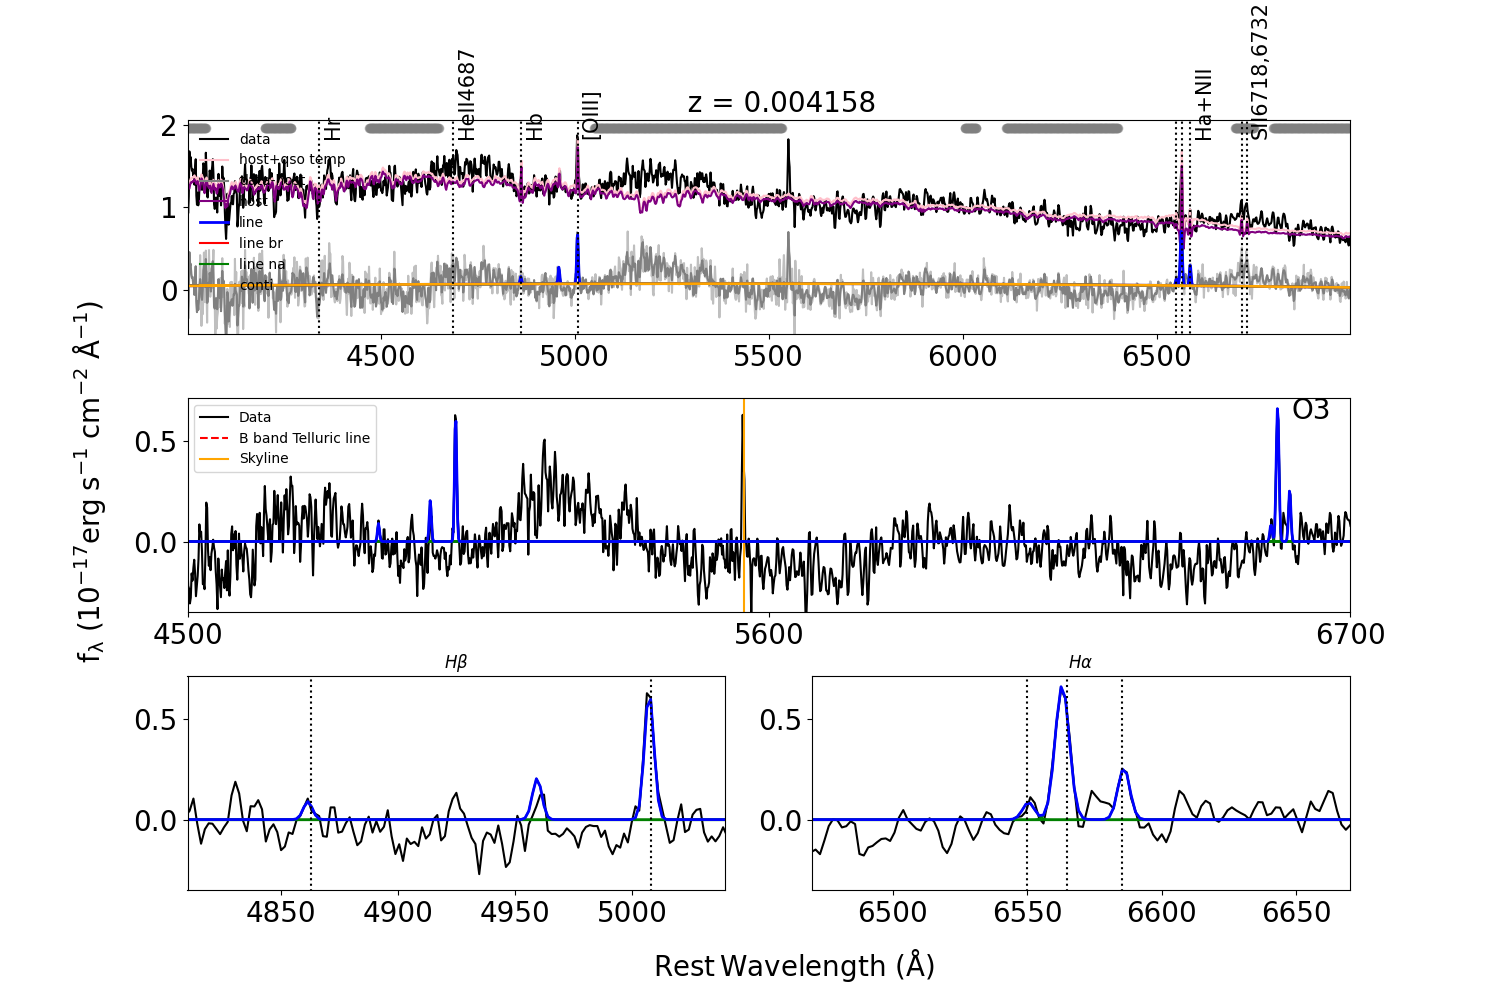 z = 0.004158
Hr
HeII4687
Hb
[OIII]
Ha+NII
SII6718,6732
data
host+qso temp
host
line
line br
line na
conti
2
1
0
4500
5000
5500
6000
6500
f_λ (10^−17 erg s^−1 cm^−2 Å^−1)
Data
B band Telluric line
Skyline
O3
0.5
0.0
4500
5600
6700
Hβ
0.5
0.0
4850
4900
4950
5000
Hα
0.5
0.0
6500
6550
6600
6650
Rest Wavelength (Å)